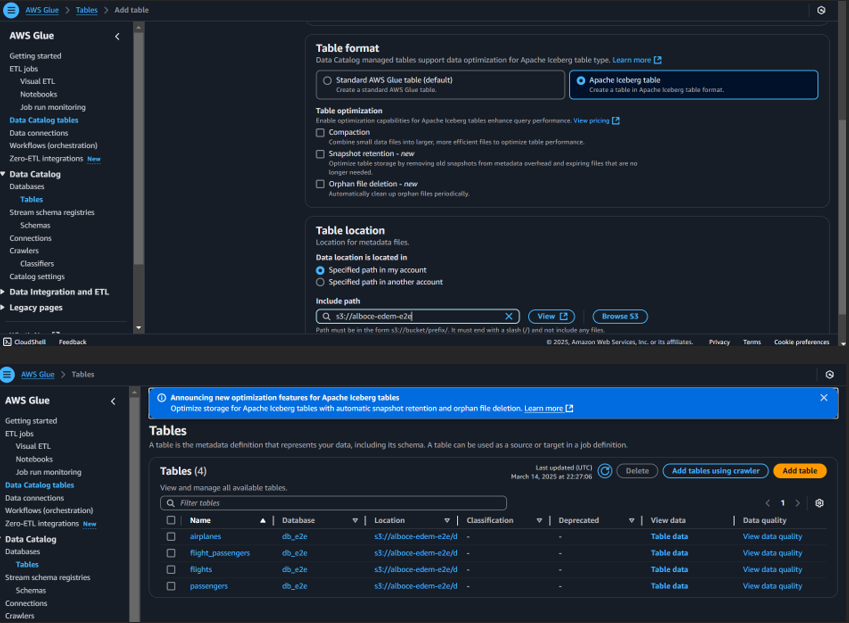 AWS Glue > Tables > Add table
AWS Glue
Getting started
ETL jobs
Visual ETL
Notebooks
Job run monitoring
Data Catalog tables
Data connections
Workflows (orchestration)
Zero-ETL integrations New
Data Catalog
Databases
Tables
Stream schema registries
Schemas
Connections
Crawlers
Classifiers
Catalog settings
Data Integration and ETL
Legacy pages
Table format
Data Catalog managed tables support data optimization for Apache Iceberg table type. Learn more
Standard AWS Glue table (default)
Create a standard AWS Glue table.
Apache Iceberg table
Create a table in Apache Iceberg table format.
Table optimization
Enable optimization capabilities for Apache Iceberg tables enhance query performance. View pricing
Compaction
Combine small data files into larger, more efficient files to optimize table performance.
Snapshot retention - new
Optimize table storage by removing old snapshots from metadata overhead and expiring files that are no
longer needed.
Orphan file deletion - new
Automatically clean up orphan files periodically.
Table location
Location for metadata files.
Data location is located in
Specified path in my account
Specified path in another account
Include path
s3://alboce-edem-e2e
View
Browse S3
Path must be in the form s3://bucket/prefix/. It must end with a slash (/) and not include any files.
CloudShell Feedback © 2025, Amazon Web Services, Inc. or its affiliates. Privacy Terms Cookie preferences
AWS Glue > Tables
AWS Glue
Getting started
ETL jobs
Visual ETL
Notebooks
Job run monitoring
Data Catalog tables
Data connections
Workflows (orchestration)
Zero-ETL integrations New
Data Catalog
Databases
Tables
Stream schema registries
Schemas
Connections
Crawlers
Announcing new optimization features for Apache Iceberg tables
Optimize storage for Apache Iceberg tables with automatic snapshot retention and orphan file deletion. Learn more
Tables
A table is the metadata definition that represents your data, including its schema. A table can be used as a source or target in a job definition.
Tables (4)
Last updated (UTC)
March 14, 2025 at 22:27:06
Delete
Add tables using crawler
Add table
View and manage all available tables.
Filter tables
1
Name Database Location Classification Deprecated View data Data quality
airplanes db_e2e s3://alboce-edem-e2e/d - - Table data View data quality
flight_passengers db_e2e s3://alboce-edem-e2e/d - - Table data View data quality
flights db_e2e s3://alboce-edem-e2e/d - - Table data View data quality
passengers db_e2e s3://alboce-edem-e2e/d - - Table data View data quality